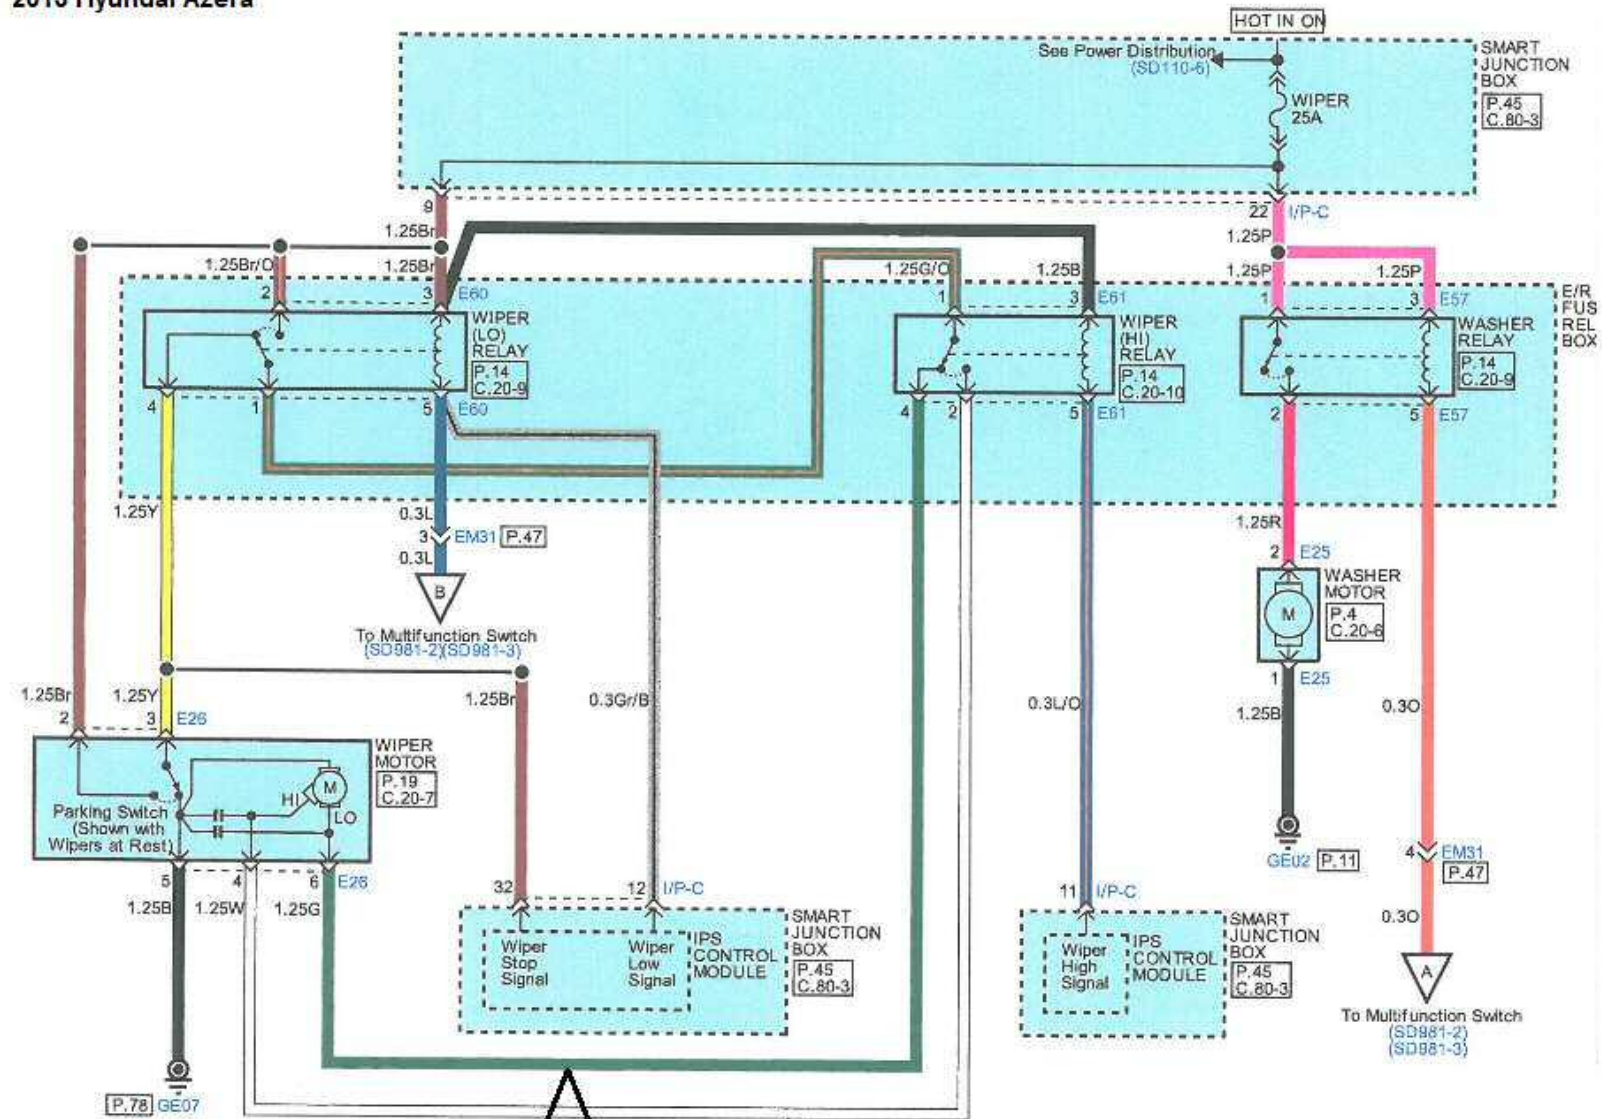 2010 Hyundai Azera
HOT IN ON
See Power Distribution
(SD110-6)
WIPER
25A
SMART
JUNCTION
BOX
P.45
C.80-3
9
22
I/P-C
1.25Br
1.25P
1.25Br/O
1.25Br
1.25G/O
1.25B
1.25P
1.25P
2
3
E60
1
3
E61
1
3
E57
E/R
FUS
REL
BOX
WIPER
(LO)
RELAY
P.14
C.20-9
WIPER
(HI)
RELAY
P.14
C.20-10
WASHER
RELAY
P.14
C.20-9
4
1
5
E60
4
2
5
E61
2
5
E57
1.25Y
0.3L
3
EM31
P.47
0.3L
B
To Multifunction Switch
(SD981-2)(SD981-3)
1.25R
2
E25
WASHER
MOTOR
P.4
C.20-6
M
1
E25
1.25Br
1.25Y
1.25Br
0.3Gr/B
0.3L/O
1.25B
0.3O
2
3
E26
WIPER
MOTOR
P.19
C.20-7
M
HI
LO
Parking Switch
(Shown with
Wipers at Rest)
GE02
P.11
4
EM31
P.47
5
4
6
E26
1.25B
1.25W
1.25G
32
12
I/P-C
11
I/P-C
0.3O
Wiper
Stop
Signal
Wiper
Low
Signal
IPS
CONTROL
MODULE
SMART
JUNCTION
BOX
P.45
C.80-3
Wiper
High
Signal
IPS
CONTROL
MODULE
SMART
JUNCTION
BOX
P.45
C.80-3
A
To Multifunction Switch
(SD981-2)
(SD981-3)
P.78
GE07